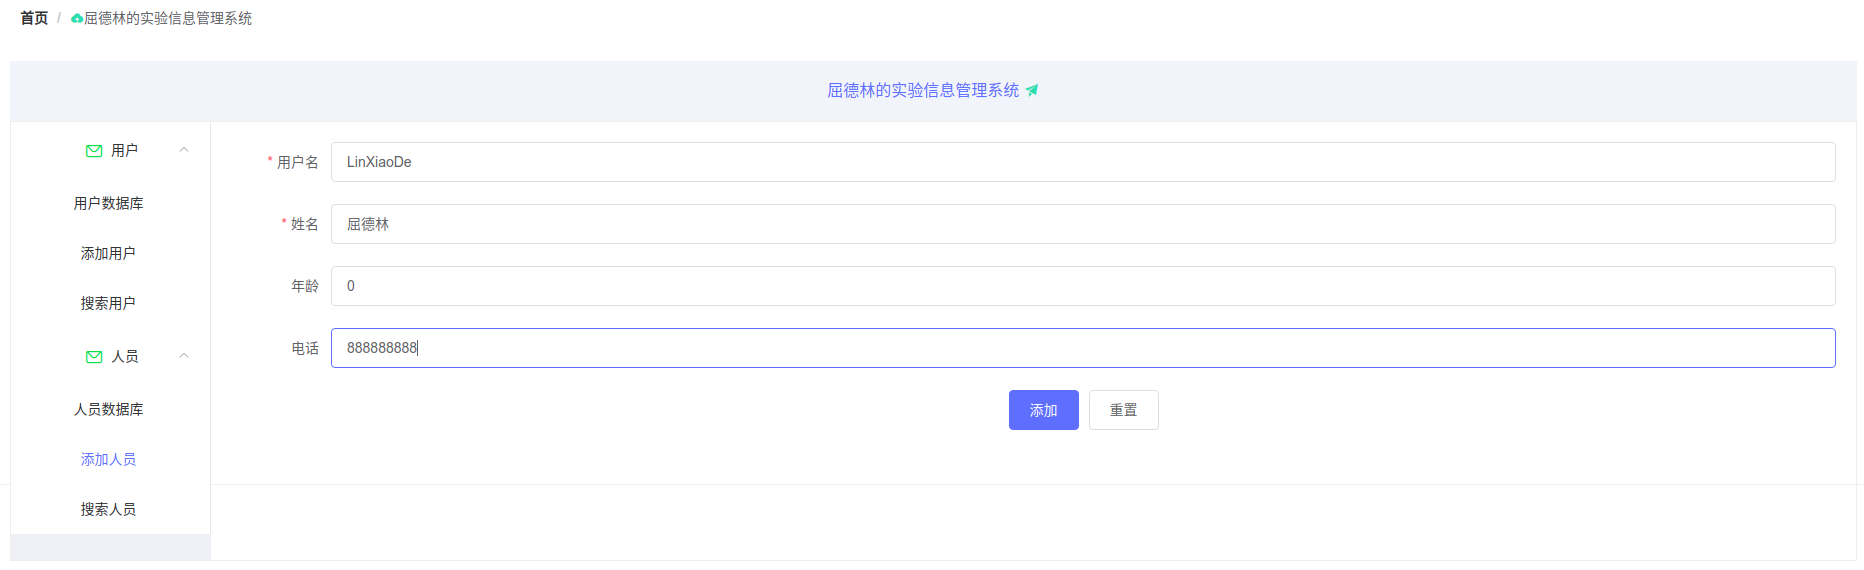 首页 / 屈德林的实验信息管理系统
屈德林的实验信息管理系统
用户
用户数据库
添加用户
搜索用户
人员
人员数据库
添加人员
搜索人员
* 用户名 LinXiaoDe
* 姓名 屈德林
年龄 0
电话 888888888
添加 重置